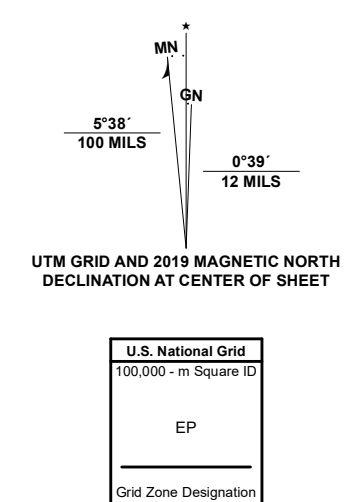 ★
MN
GN
5°38´
100 MILS
0°39´
12 MILS
UTM GRID AND 2019 MAGNETIC NORTH
DECLINATION AT CENTER OF SHEET
U.S. National Grid
100,000 - m Square ID
EP
Grid Zone Designation